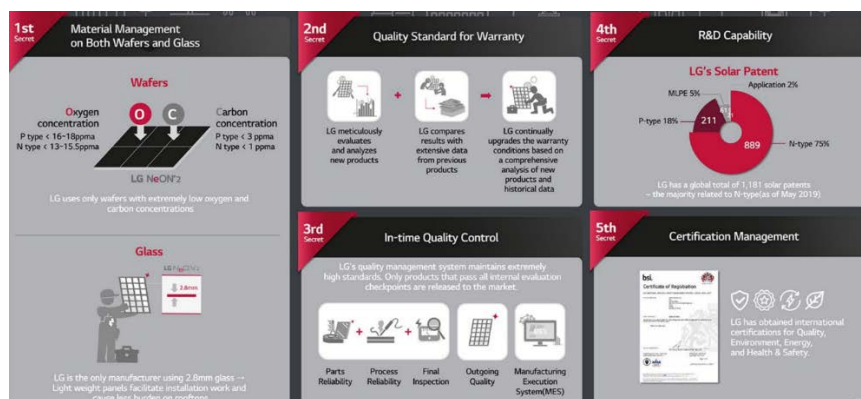 1st
Secret
Material Management
on Both Wafers and Glass
Wafers
Oxygen
concentration
P type < 16~18ppma
N type < 13~15.5ppma
O
C
Carbon
concentration
P type < 3 ppma
N type < 1 ppma
LG NeON®2
LG uses only wafers with extremely low oxygen and
carbon concentrations
Glass
2.8mm
LG is the only manufacturer using 2.8mm glass →
Light weight panels facilitate installation work and
cause less burden on rooftops
2nd
Secret
Quality Standard for Warranty
LG meticulously
evaluates
and analyzes
new products
+
LG compares
results with
extensive data
from previous
products
LG continually
upgrades the warranty
conditions based on
a comprehensive
analysis of new
products and
historical data
3rd
Secret
In-time Quality Control
LG's quality management system maintains extremely
high standards. Only products that pass all internal evaluation
checkpoints are released to the market.
+
+
Parts
Reliability
Process
Reliability
Final
Inspection
Outgoing
Quality
Manufacturing
Execution
System(MES)
4th
Secret
R&D Capability
LG's Solar Patent
Application 2%
MLPE 5%
P-type 18%
211
889
N-type 75%
LG has a global total of 1,181 solar patents
– the majority related to N-type(as of May 2019)
5th
Secret
Certification Management
bsi.
Certificate of Registration
LG has obtained international
certifications for Quality,
Environment, Energy,
and Health & Safety.